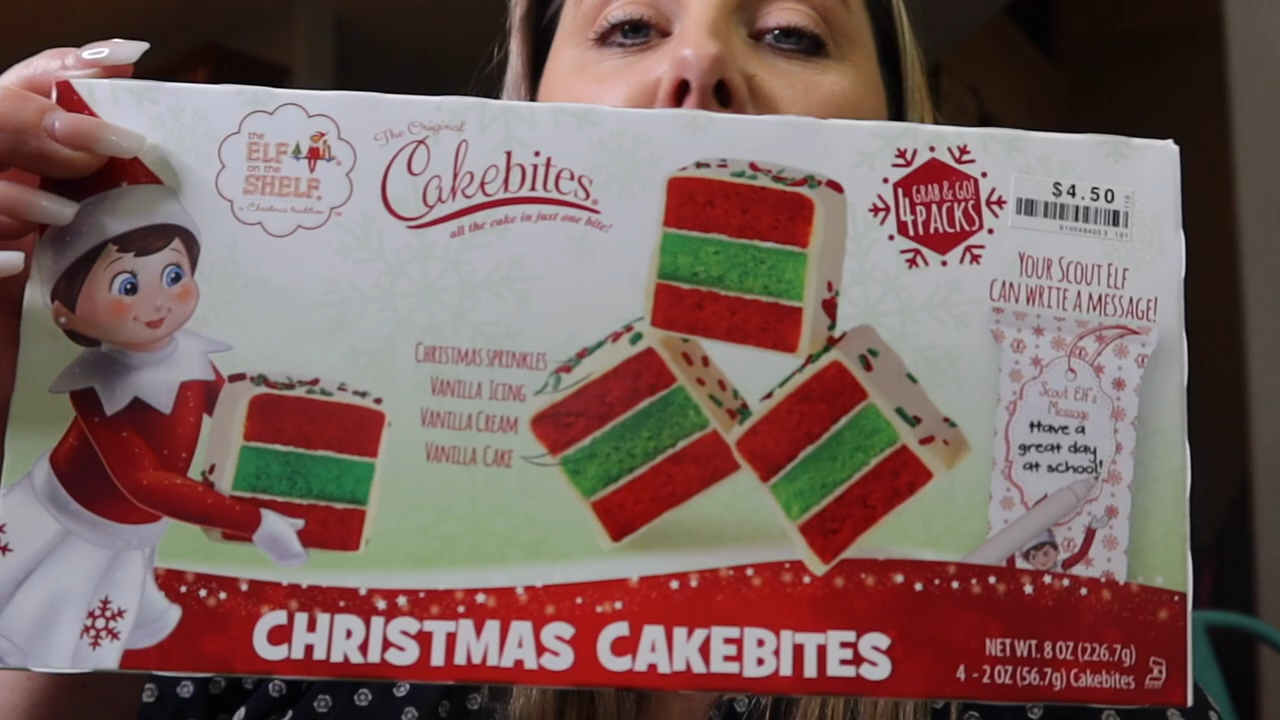 the
ELF
on the
SHELF.
a Christmas tradition™
The Original
Cakebites®
all the cake in just one bite!
4 GRAB & GO!
PACKS
$4.50
YOUR SCOUT ELF
CAN WRITE A MESSAGE!
CHRISTMAS SPRINKLES
VANILLA ICING
VANILLA CREAM
VANILLA CAKE
Scout Elf's
Message
Have a
great day
at school!
CHRISTMAS CAKEBITES
NET WT. 8 OZ (226.7g)
4 - 2 OZ (56.7g) Cakebites